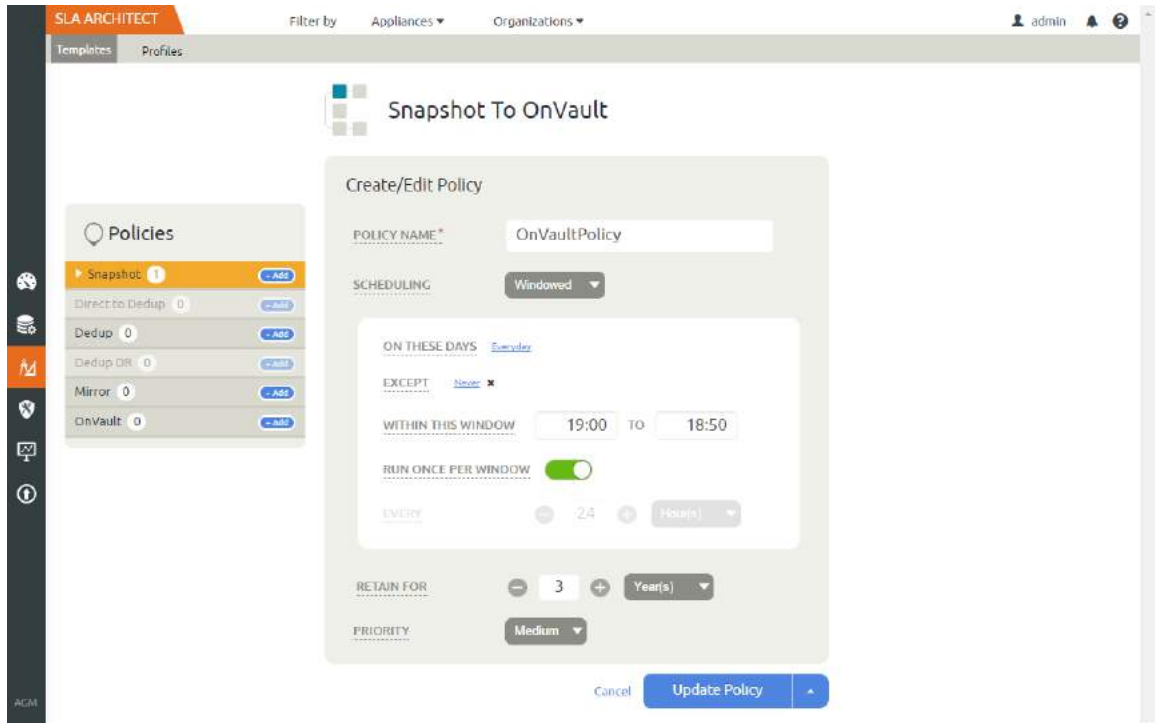 SLA ARCHITECT
Filter by Appliances Organizations
admin
Templates Profiles
Snapshot To OnVault
Create/Edit Policy
Policies
POLICY NAME* OnVaultPolicy
Snapshot 1 + Add
SCHEDULING Windowed
Direct to Dedup 0 + Add
Dedup 0 + Add
ON THESE DAYS Everyday
Dedup DR 0 + Add
EXCEPT Never
Mirror 0 + Add
OnVault 0 + Add
WITHIN THIS WINDOW 19:00 TO 18:50
RUN ONCE PER WINDOW
EVERY 24 Hour(s)
RETAIN FOR 3 Year(s)
PRIORITY Medium
Cancel Update Policy
AGM